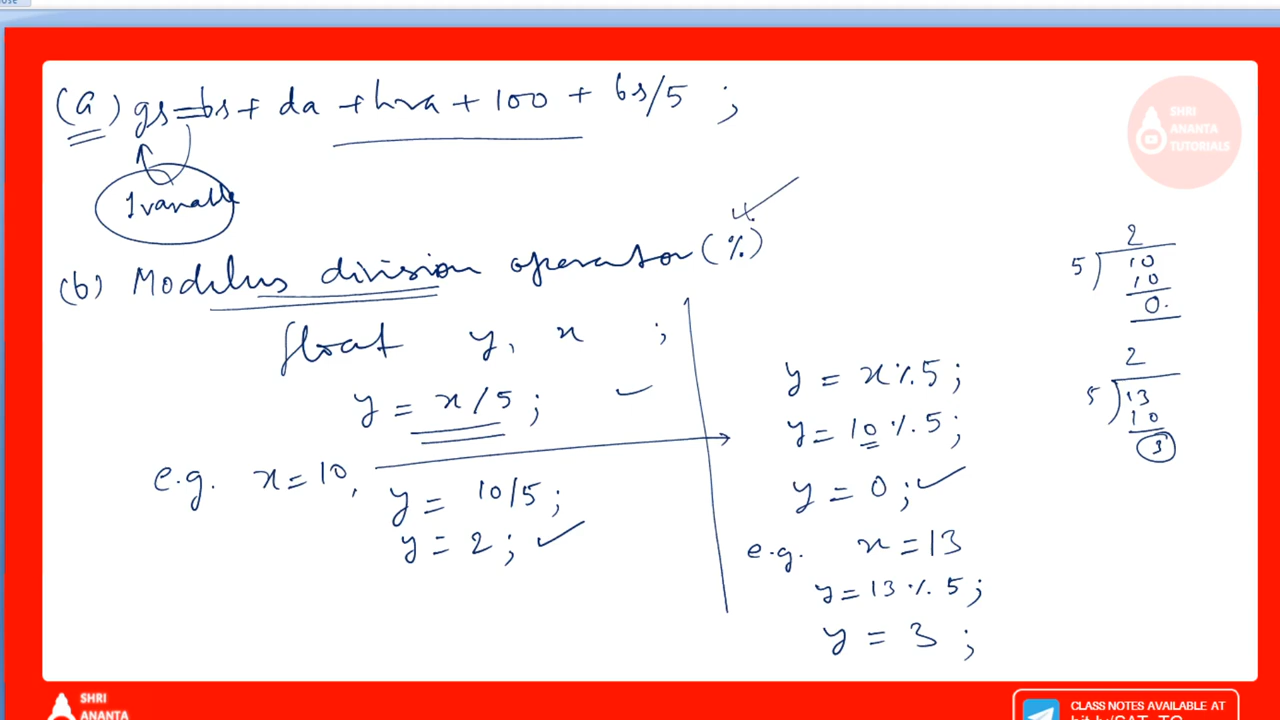 ose
(a) gs=bs + da + hra + 100 + bs/5 ;
1 variable
SHRI
ANANTA
TUTORIALS
(b) Modulus division operator (%)
float y, x ;
y = x/5 ;
e.g. x = 10,
y = 10/5 ;
y = 2 ;
y = x % 5 ;
y = 10 % 5 ;
y = 0 ;
e.g. x = 13
y = 13 % 5 ;
y = 3 ;
2
5) 10
10
0
2
5) 13
10
3
SHRI
ANANTA
CLASS NOTES AVAILABLE AT